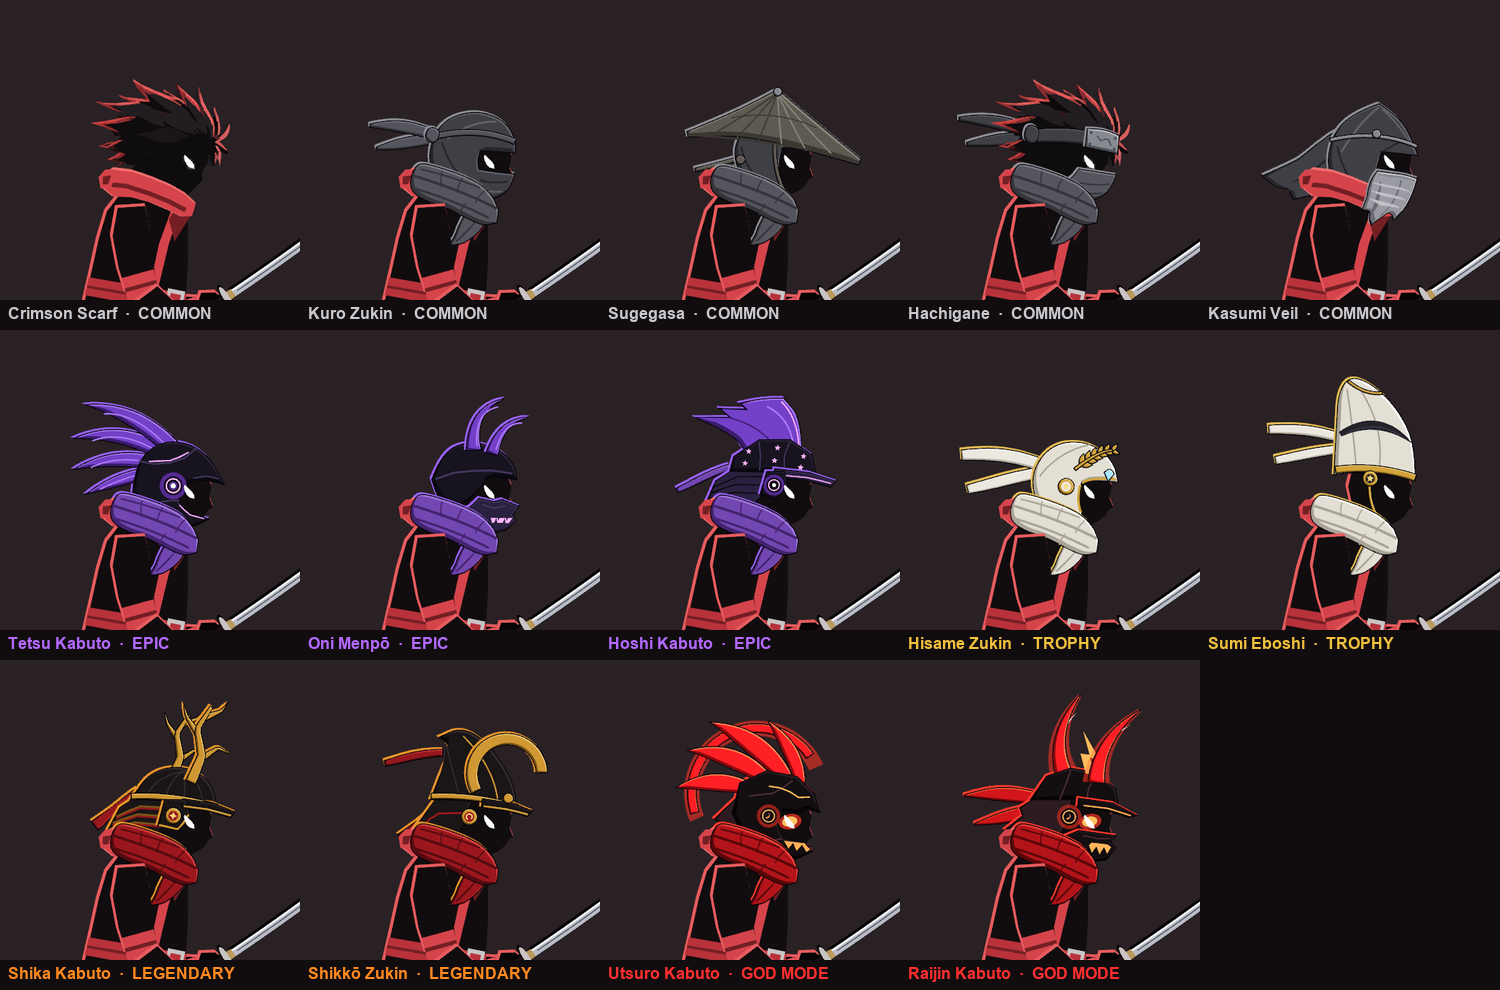 Crimson Scarf · COMMON
Kuro Zukin · COMMON
Sugegasa · COMMON
Hachigane · COMMON
Kasumi Veil · COMMON
Tetsu Kabuto · EPIC
Oni Menpō · EPIC
Hoshi Kabuto · EPIC
Hisame Zukin · TROPHY
Sumi Eboshi · TROPHY
Shika Kabuto · LEGENDARY
Shikkō Zukin · LEGENDARY
Utsuro Kabuto · GOD MODE
Raijin Kabuto · GOD MODE